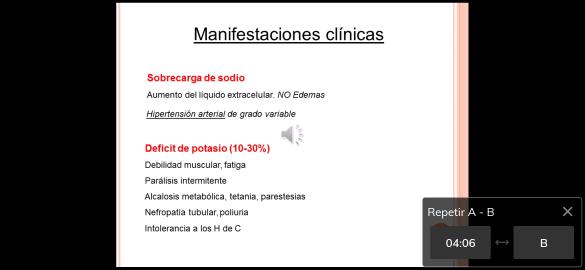 Manifestaciones clínicas
Sobrecarga de sodio
Aumento del líquido extracelular. NO Edemas
Hipertensión arterial de grado variable
Deficit de potasio (10-30%)
Debilidad muscular, fatiga
Parálisis intermitente
Alcalosis metabólica, tetania, parestesias
Nefropatía tubular, poliuria
Intolerancia a los H de C
Repetir A - B
04:06
B